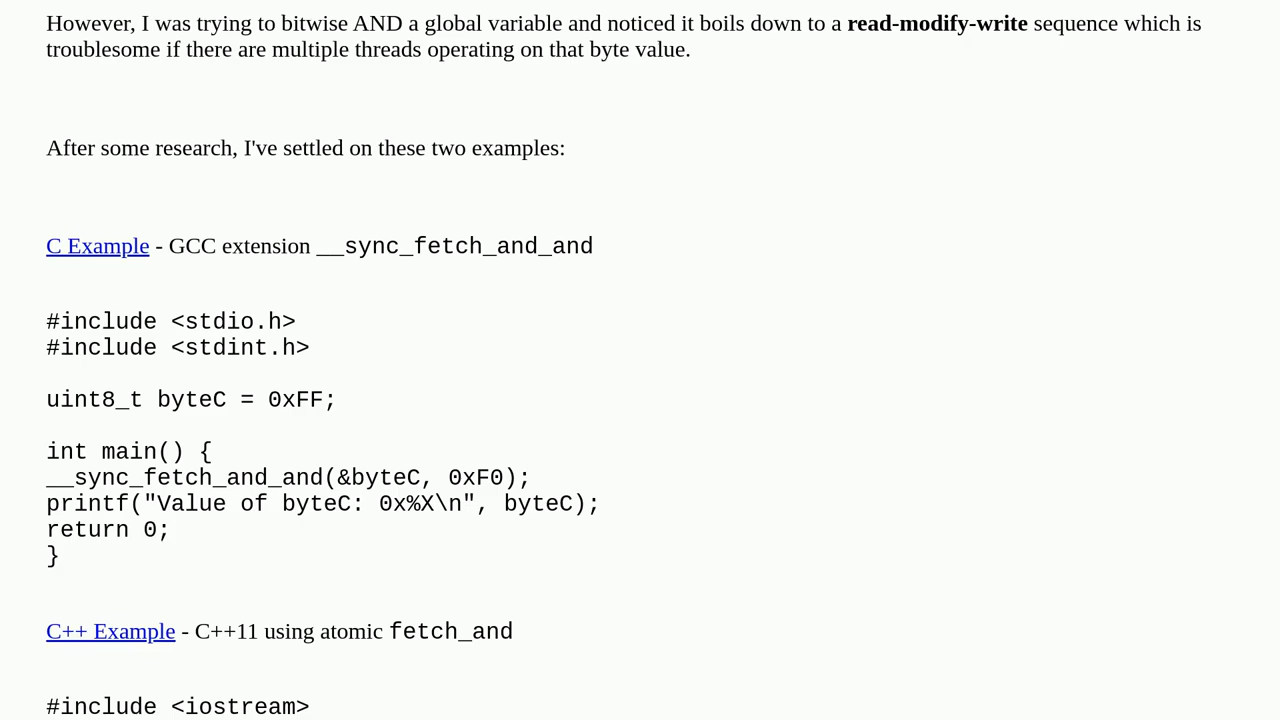 However, I was trying to bitwise AND a global variable and noticed it boils down to a read-modify-write sequence which is
troublesome if there are multiple threads operating on that byte value.
After some research, I've settled on these two examples:
C Example - GCC extension __sync_fetch_and_and
#include <stdio.h>
#include <stdint.h>
uint8_t byteC = 0xFF;
int main() {
__sync_fetch_and_and(&byteC, 0xF0);
printf("Value of byteC: 0x%X\n", byteC);
return 0;
}
C++ Example - C++11 using atomic fetch_and
#include <iostream>